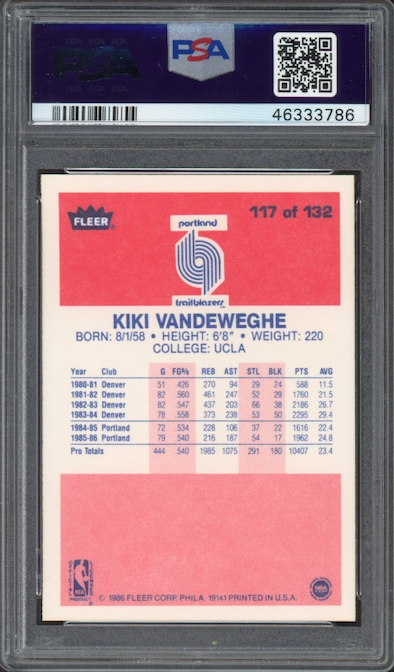 PSA
PSA
46333786
FLEER
117 of 132
portland
trailblazers
KIKI VANDEWEGHE
BORN: 8/1/58 • HEIGHT: 6'8" • WEIGHT: 220
COLLEGE: UCLA
Year Club G FG% REB AST STL BLK PTS AVG
1980-81 Denver 51 .426 270 94 29 24 588 11.5
1981-82 Denver 82 .560 461 247 52 29 1760 21.5
1982-83 Denver 82 .547 437 203 66 38 2186 26.7
1983-84 Denver 78 .558 373 238 53 50 2295 29.4
1984-85 Portland 72 .534 228 106 37 22 1616 22.4
1985-86 Portland 79 .540 216 187 54 17 1962 24.8
Pro Totals 444 .540 1985 1075 291 180 10407 23.4
NBA
© 1986 FLEER CORP. PHILA. 19141 PRINTED IN U.S.A.